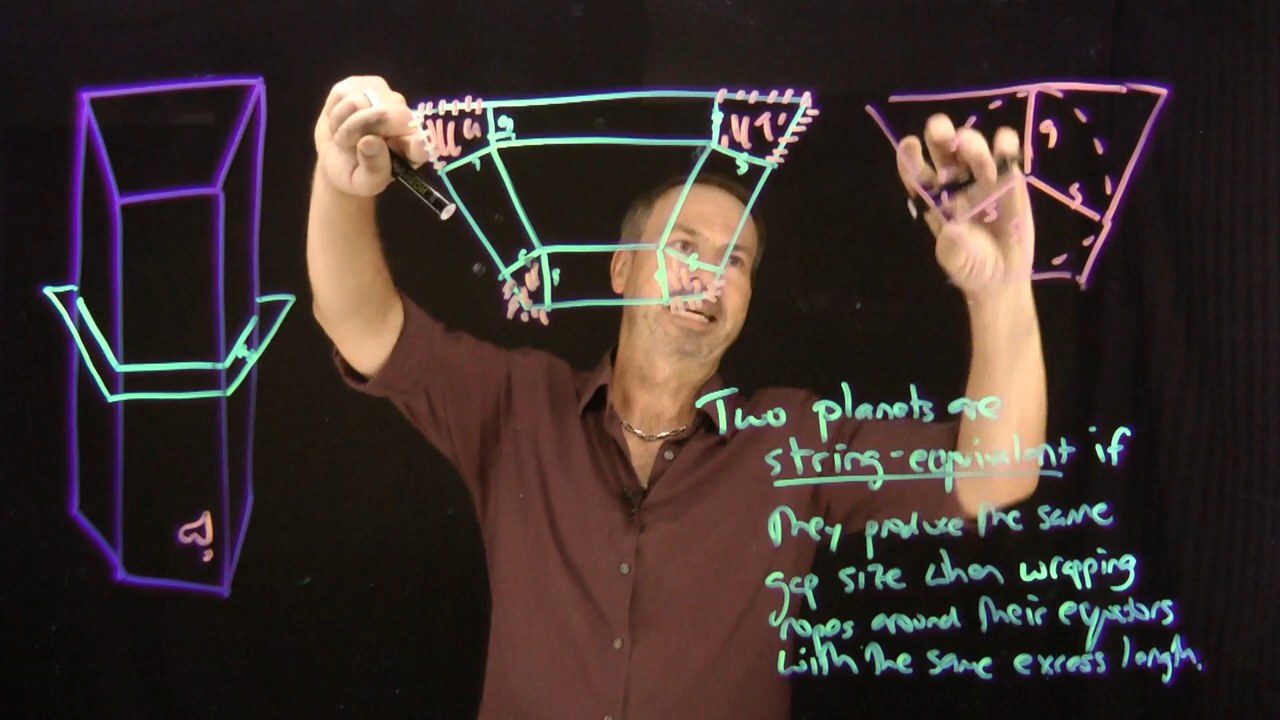 Two planets are
string-equivalent if
they produce the same
gap size when wrapping
ropes around their equators
with the same excess length.